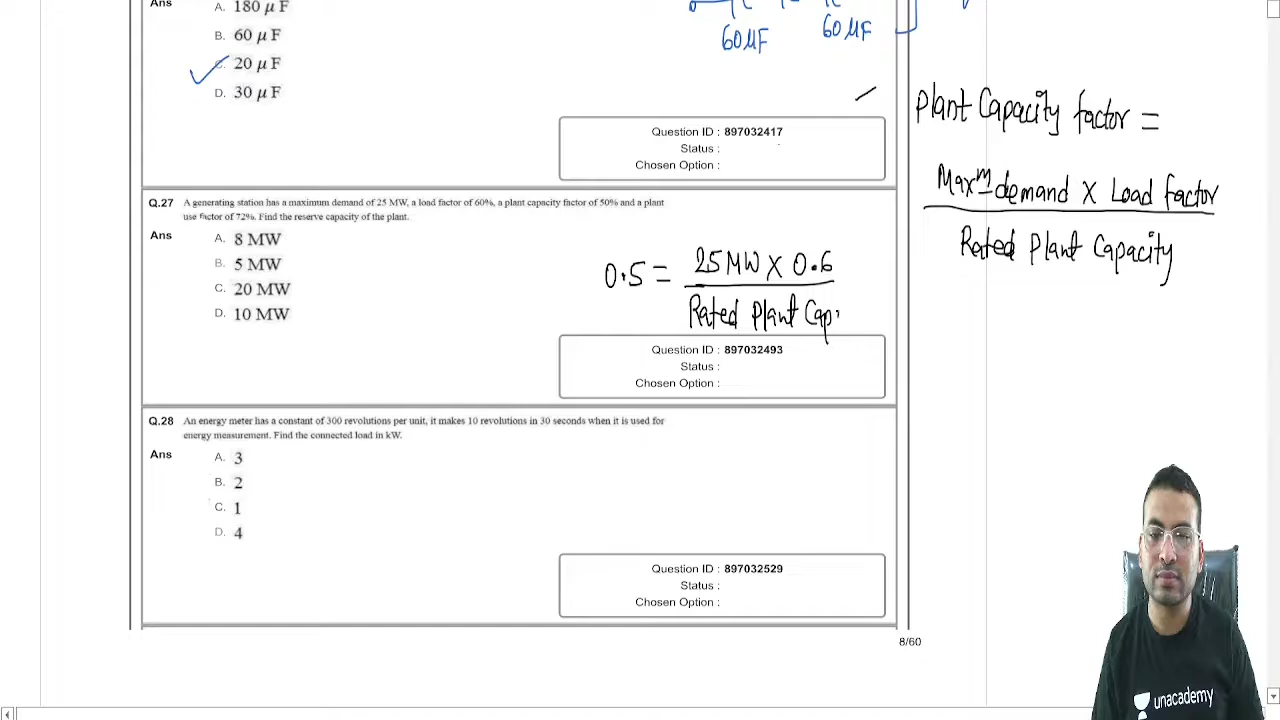 Ans
A. 180 μ F
B. 60 μ F
C. 20 μ F
D. 30 μ F
60μF
60μF
Question ID : 897032417
Status :
Chosen Option :
Plant Capacity factor =
Maxᵐ demand x Load factor
Rated Plant Capacity
Q.27 A generating station has a maximum demand of 25 MW, a load factor of 60%, a plant capacity factor of 50% and a plant
use factor of 72%. Find the reserve capacity of the plant.
Ans
A. 8 MW
B. 5 MW
C. 20 MW
D. 10 MW
0.5 = 25MW x 0.6
Rated Plant Cap.
Question ID : 897032493
Status :
Chosen Option :
Q.28 An energy meter has a constant of 300 revolutions per unit, it makes 10 revolutions in 30 seconds when it is used for
energy measurement. Find the connected load in kW.
Ans
A. 3
B. 2
C. 1
D. 4
Question ID : 897032529
Status :
Chosen Option :
8/60
unacademy